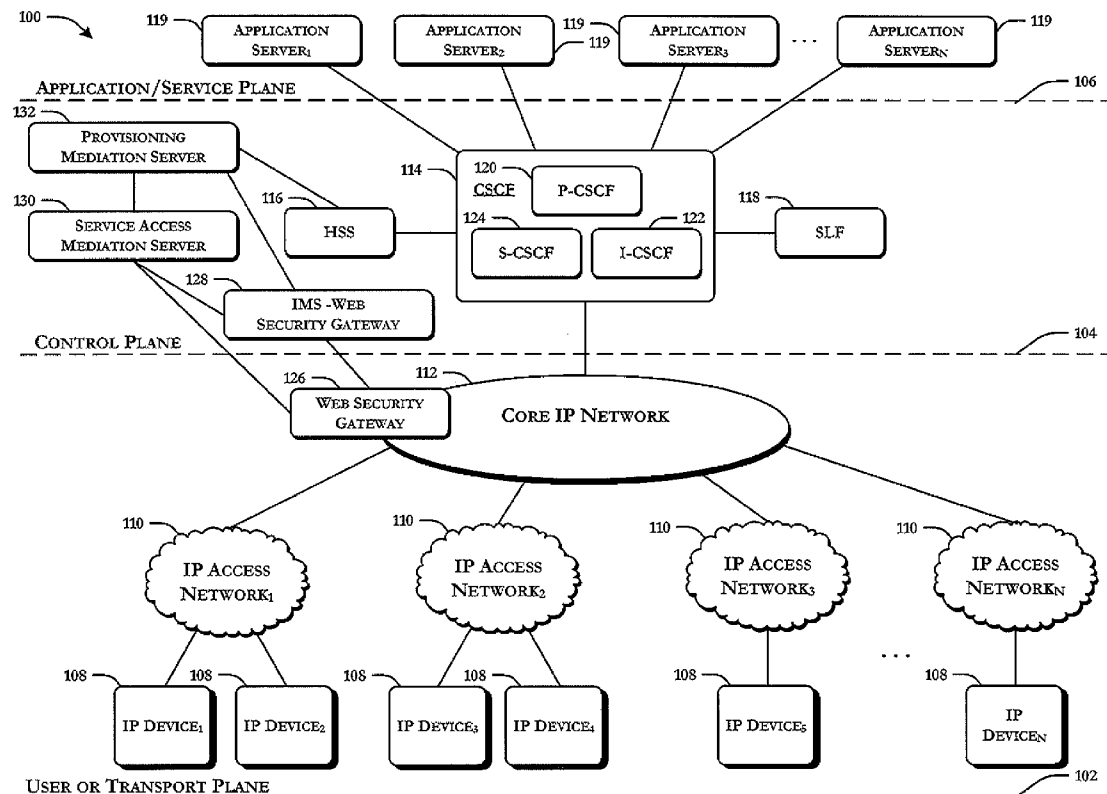 100
119
APPLICATION
SERVER1
APPLICATION
SERVER2
119
119
APPLICATION
SERVER3
. . .
APPLICATION
SERVERN
119
APPLICATION/SERVICE PLANE
106
132
PROVISIONING
MEDIATION SERVER
130
SERVICE ACCESS
MEDIATION SERVER
116
HSS
114
CSCF
120
P-CSCF
124
S-CSCF
122
I-CSCF
118
SLF
128
IMS -WEB
SECURITY GATEWAY
CONTROL PLANE
104
126
WEB SECURITY
GATEWAY
112
CORE IP NETWORK
110
IP ACCESS
NETWORK1
110
IP ACCESS
NETWORK2
110
IP ACCESS
NETWORK3
110
IP ACCESS
NETWORKN
. . .
108
IP DEVICE1
108
IP DEVICE2
108
IP DEVICE3
108
IP DEVICE4
108
IP DEVICE5
108
IP
DEVICEN
USER OR TRANSPORT PLANE
102